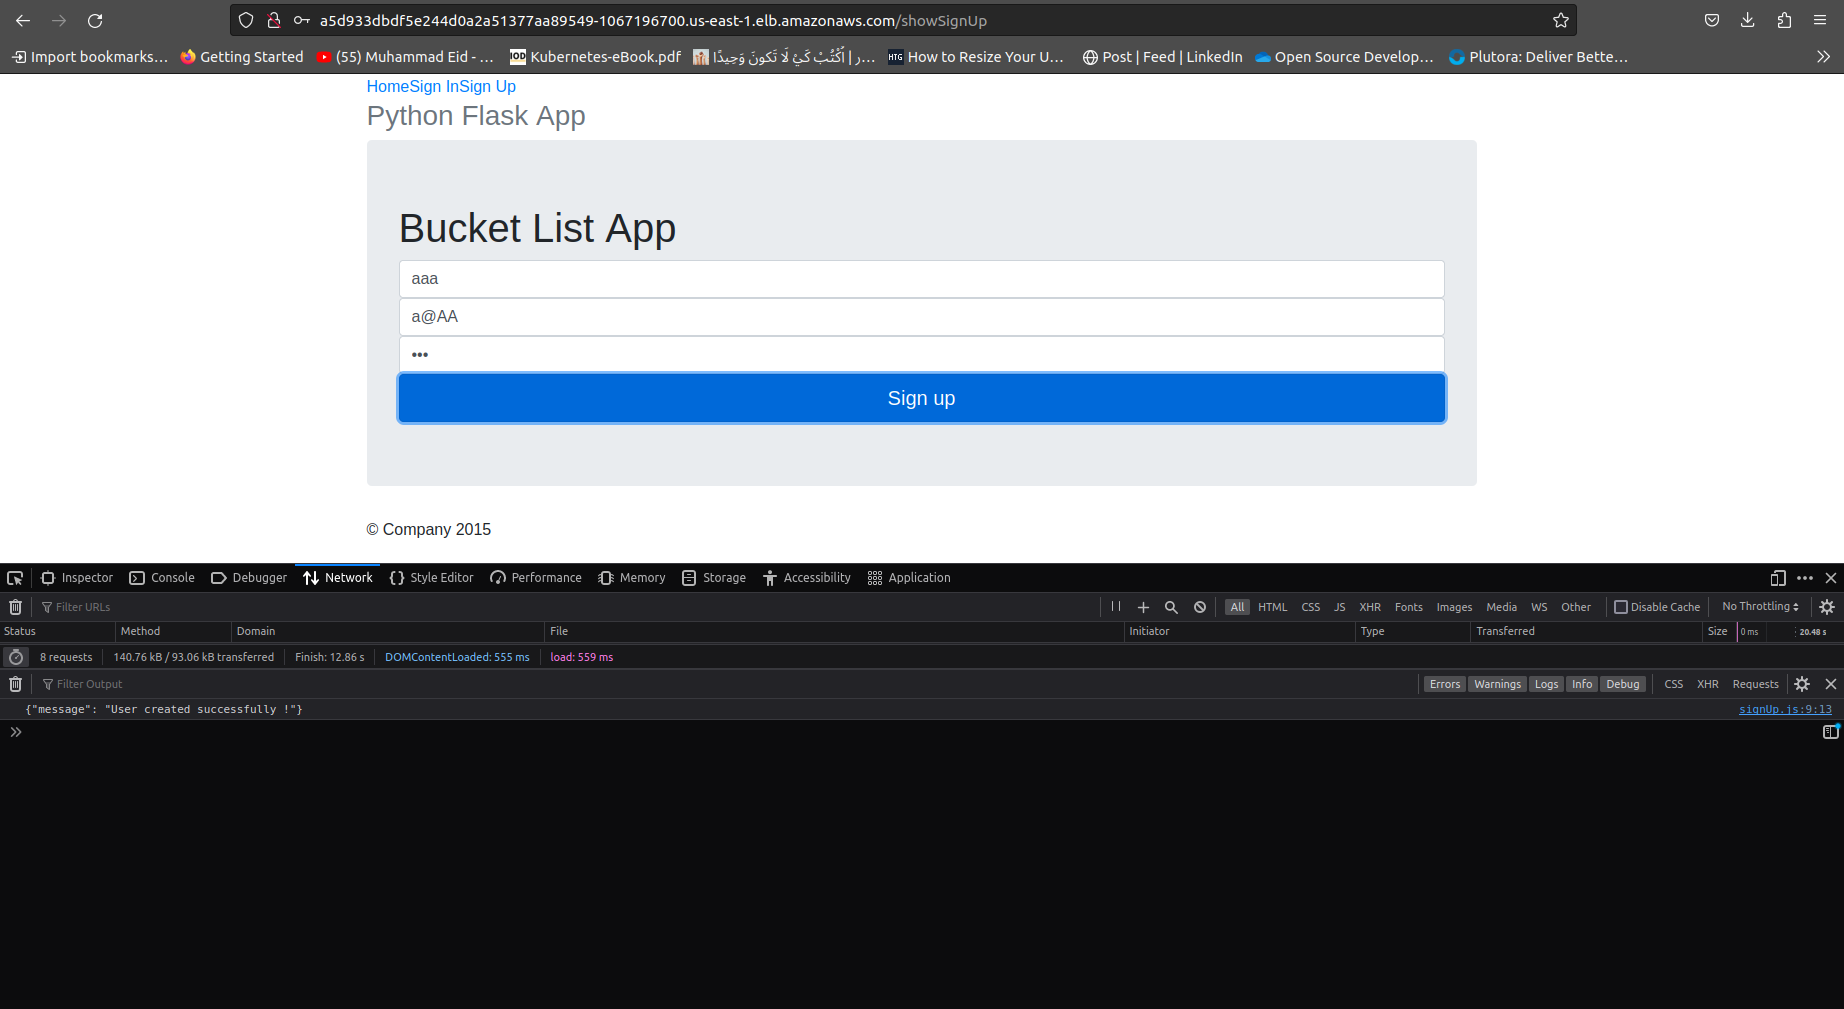 a5d933dbdf5e244d0a2a51377aa89549-1067196700.us-east-1.elb.amazonaws.com/showSignUp
Import bookmarks... Getting Started (55) Muhammad Eid - ... Kubernetes-eBook.pdf اُكْتُبْ كَيْ لَا تَكونَ وَحِيدًا | ر... How to Resize Your U... Post | Feed | LinkedIn Open Source Develop... Plutora: Deliver Bette...
HomeSign InSign Up
Python Flask App
Bucket List App
aaa
a@AA
•••
Sign up
© Company 2015
Inspector Console Debugger Network Style Editor Performance Memory Storage Accessibility Application
Filter URLs All HTML CSS JS XHR Fonts Images Media WS Other Disable Cache No Throttling
Status Method Domain File Initiator Type Transferred Size 0 ms 20.48 s
8 requests 140.76 kB / 93.06 kB transferred Finish: 12.86 s DOMContentLoaded: 555 ms load: 559 ms
Filter Output Errors Warnings Logs Info Debug CSS XHR Requests
{"message": "User created successfully !"} signUp.js:9:13